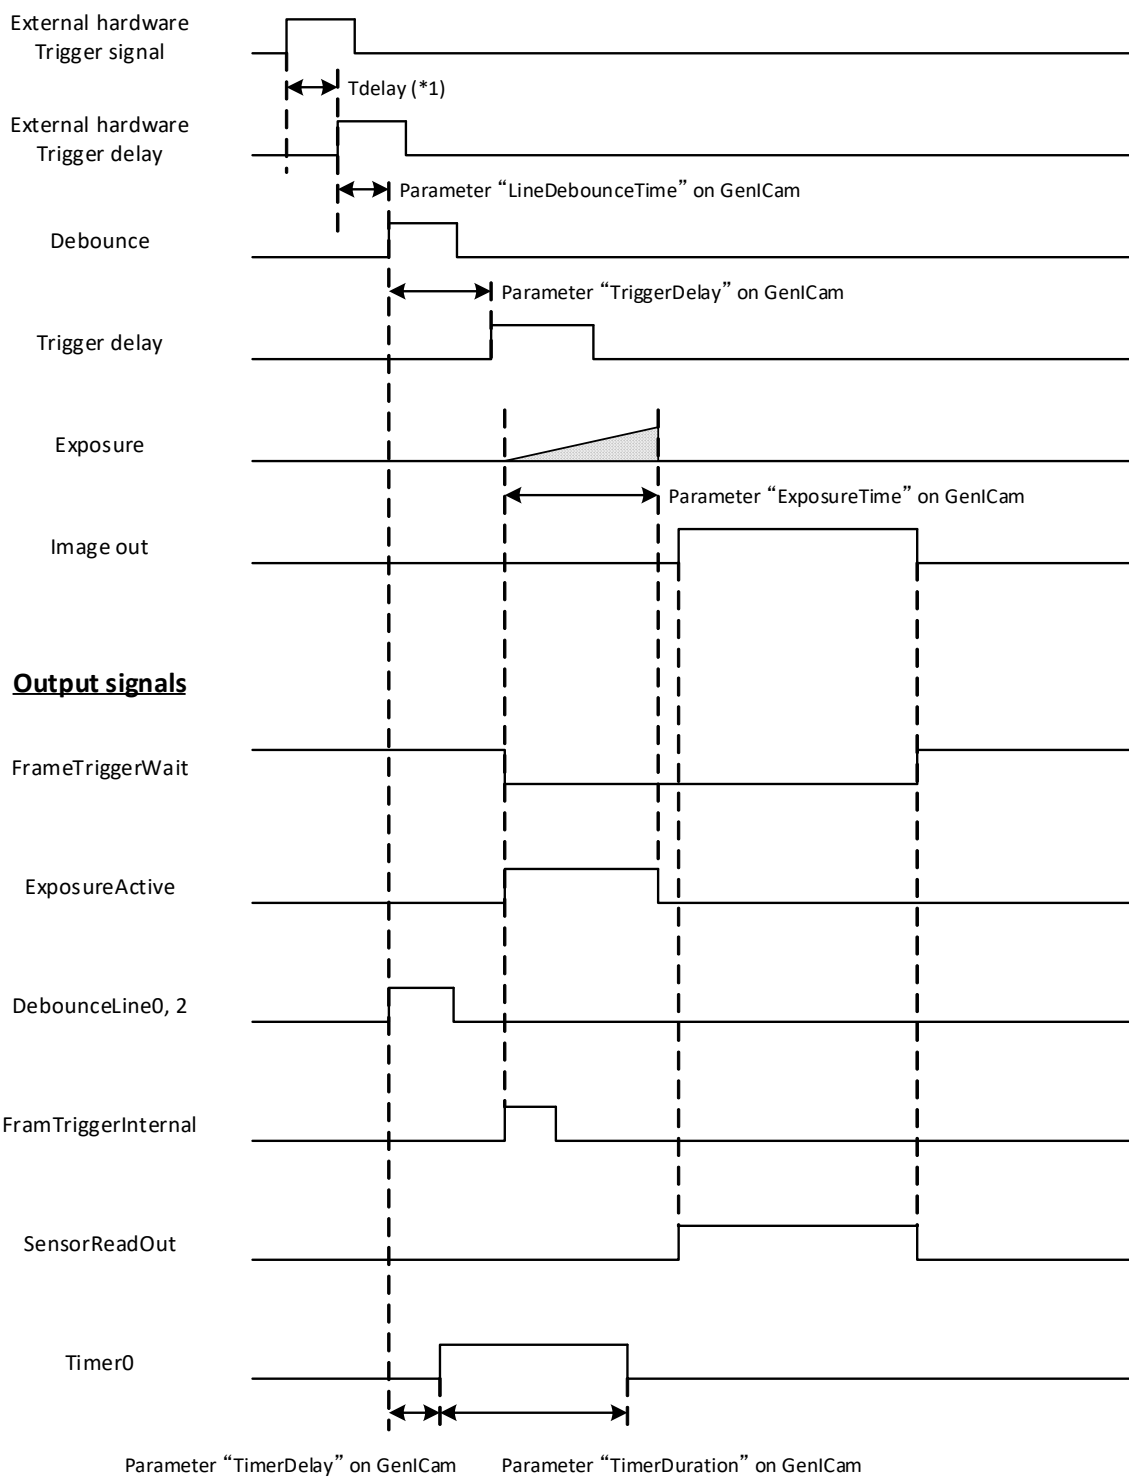 External hardware
Trigger signal
Tdelay (*1)
External hardware
Trigger delay
Parameter “LineDebounceTime” on GenICam
Debounce
Parameter “TriggerDelay” on GenICam
Trigger delay
Exposure
Parameter “ExposureTime” on GenICam
Image out
Output signals
FrameTriggerWait
ExposureActive
DebounceLine0, 2
FramTriggerInternal
SensorReadOut
Timer0
Parameter “TimerDelay” on GenICam
Parameter “TimerDuration” on GenICam